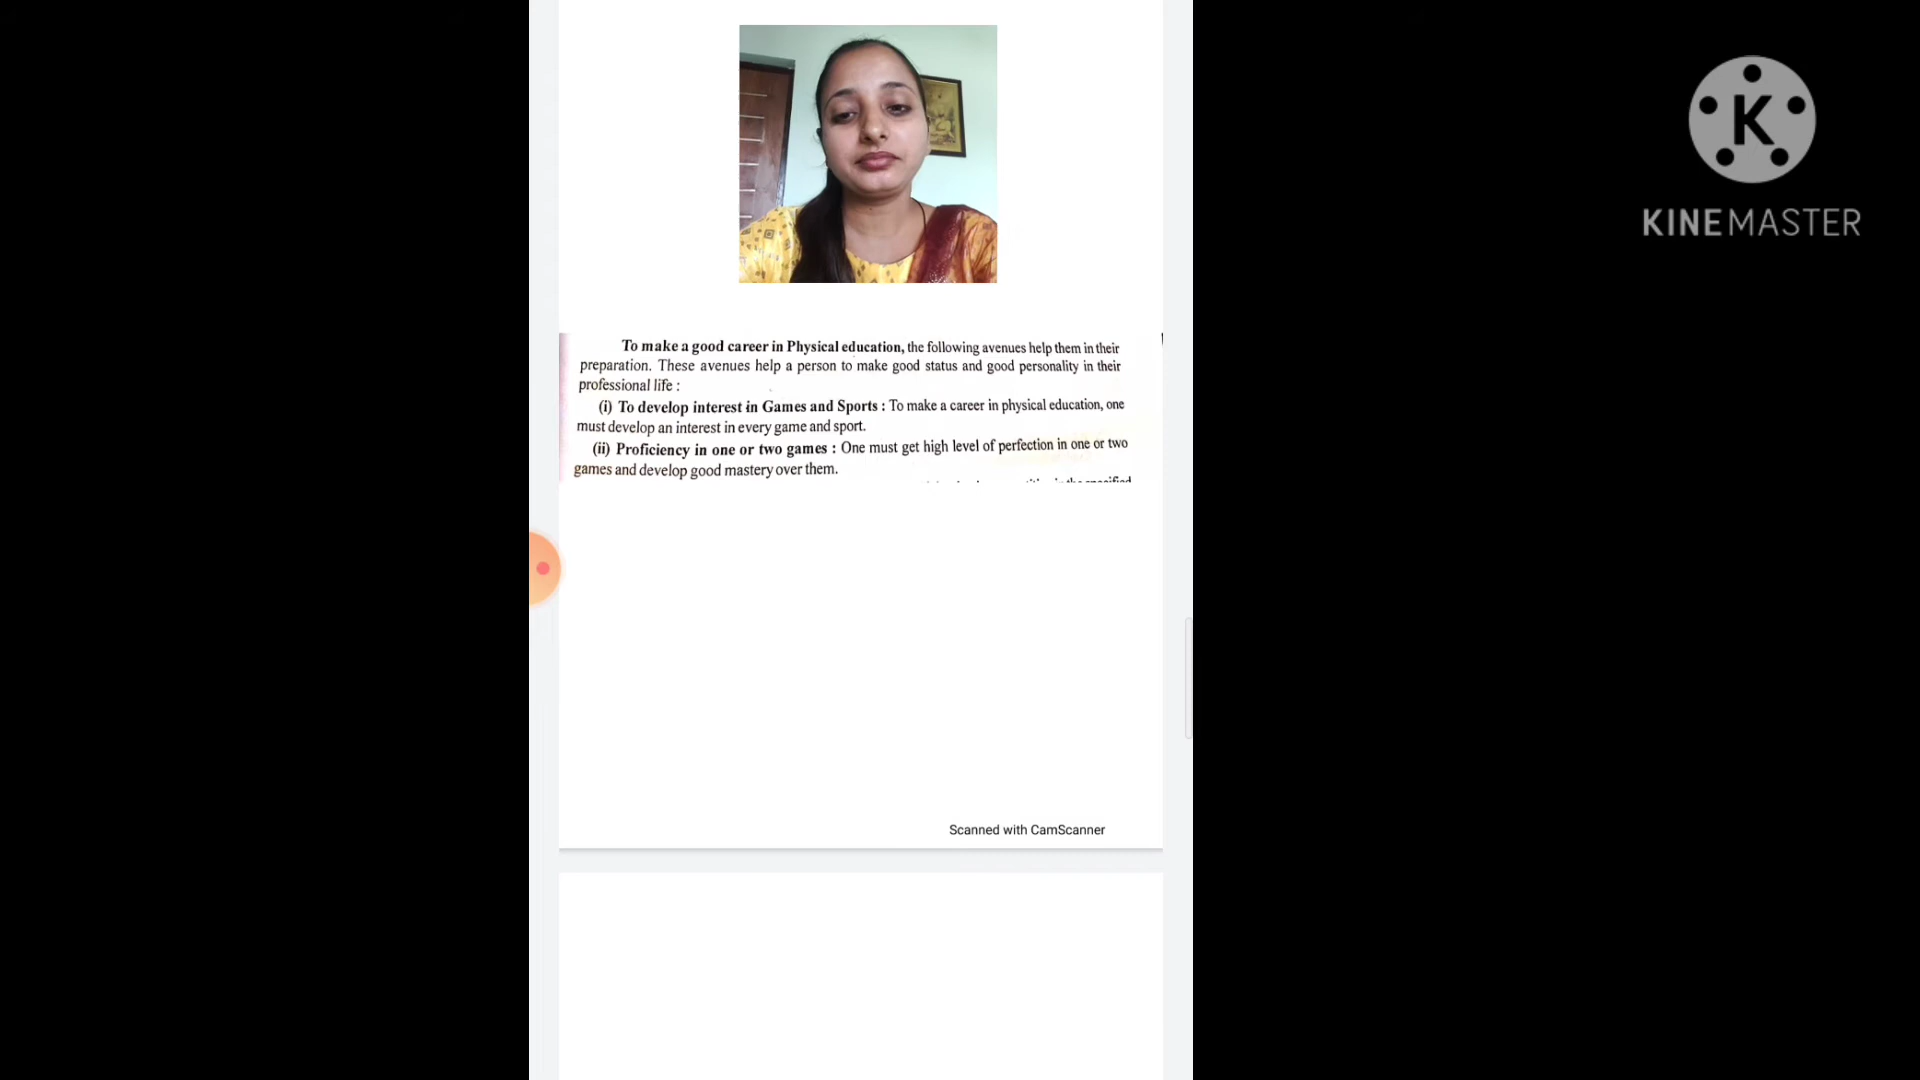 KINEMASTER
To make a good career in Physical education, the following avenues help them in their
preparation. These avenues help a person to make good status and good personality in their
professional life :
(i) To develop interest in Games and Sports : To make a career in physical education, one
must develop an interest in every game and sport.
(ii) Proficiency in one or two games : One must get high level of perfection in one or two
games and develop good mastery over them.
Scanned with CamScanner